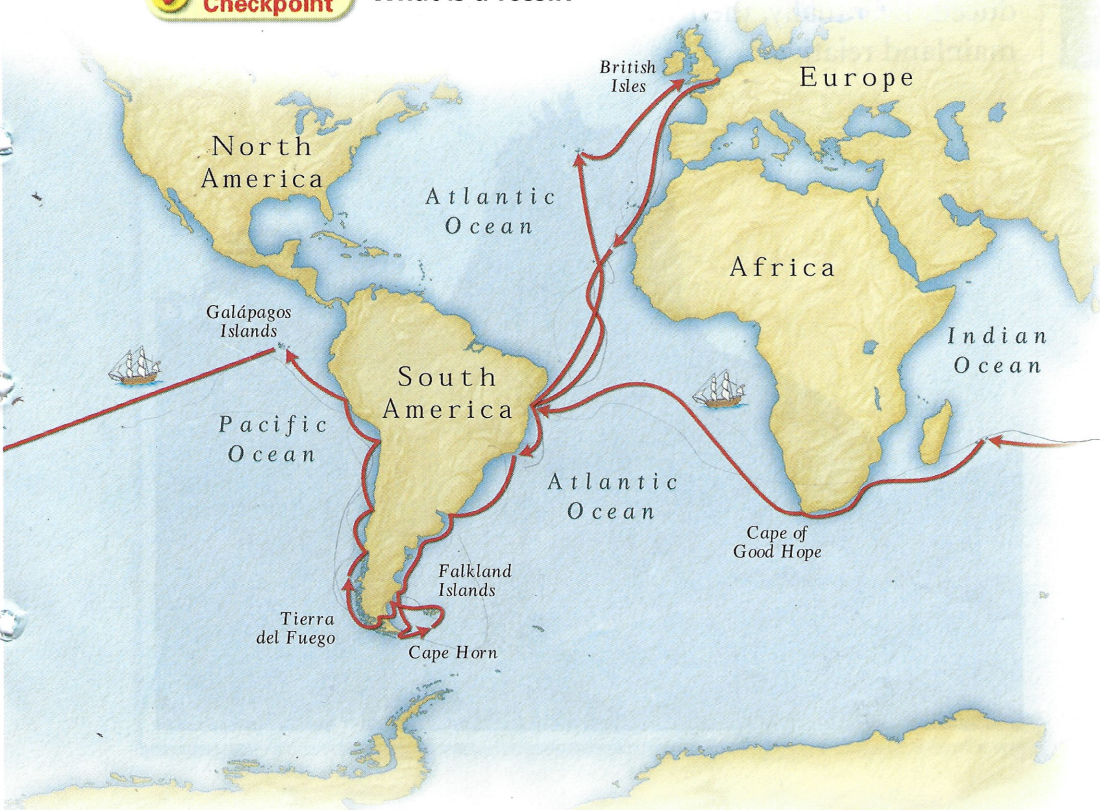 Checkpoint
British
Isles
Europe
North
America
Atlantic
Ocean
Africa
Galápagos
Islands
Indian
Ocean
South
America
Pacific
Ocean
Atlantic
Ocean
Cape of
Good Hope
Falkland
Islands
Tierra
del Fuego
Cape Horn